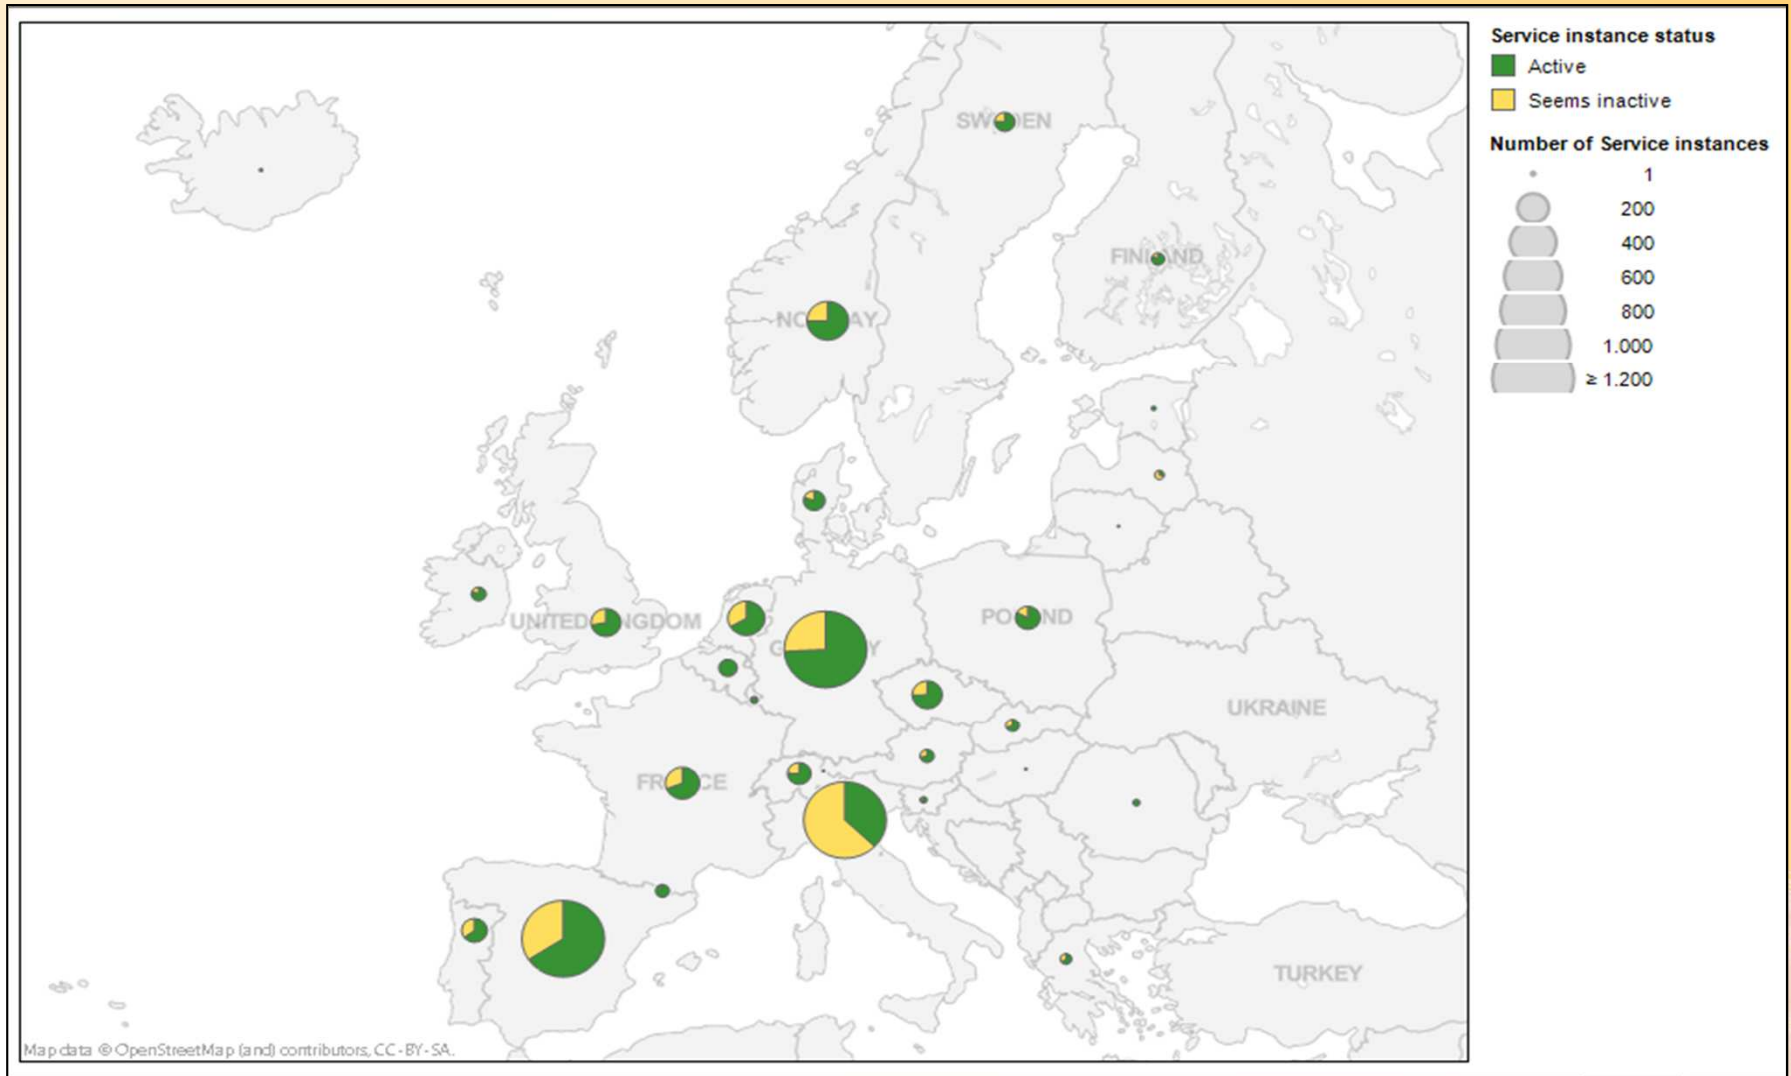 Service instance status
Active
Seems inactive
Number of Service instances
1
200
400
600
800
1.000
≥ 1.200
SW EN
FIN AND
NO AY
UNITED NGDOM
PO ND
G Y
UKRAINE
FR CE
TURKEY
Map data © OpenStreetMap (and) contributors, CC-BY-SA.